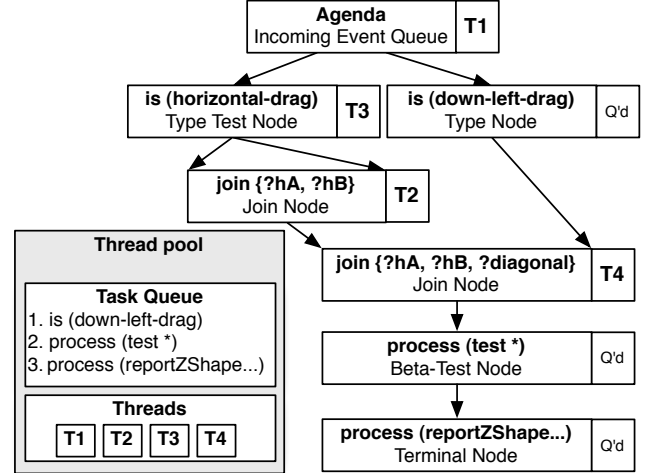 Agenda
Incoming Event Queue
T1
is (horizontal-drag)
Type Test Node
T3
is (down-left-drag)
Type Node
Q'd
join {?hA, ?hB}
Join Node
T2
join {?hA, ?hB, ?diagonal}
Join Node
T4
process (test *)
Beta-Test Node
Q'd
process (reportZShape...)
Terminal Node
Q'd
Thread pool
Task Queue
1. is (down-left-drag)
2. process (test *)
3. process (reportZShape...)
Threads
T1 T2 T3 T4